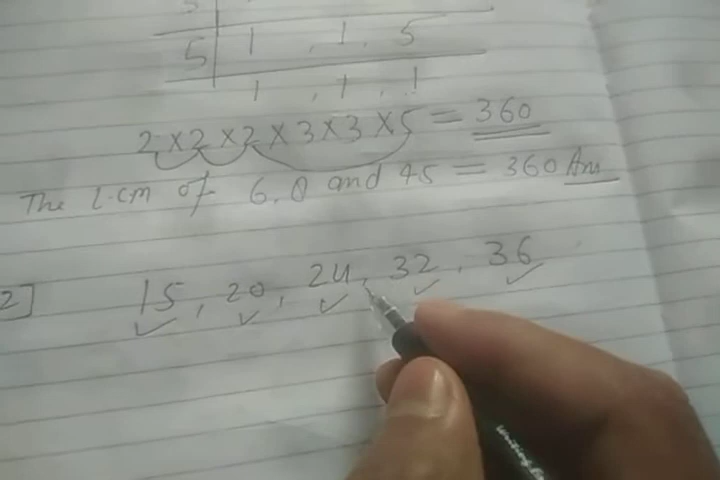 5 | 1 , 1 , 5
1 , 1 , 1
2 × 2 × 2 × 3 × 3 × 5 = 360
The L.cm of 6, 8 and 45 = 360 Ans
2] 15 , 20 , 24 , 32 , 36